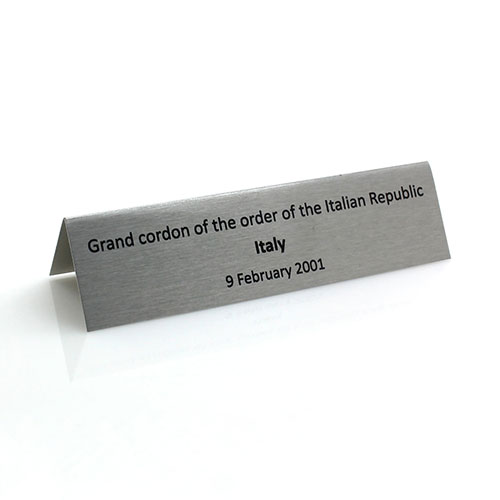 Grand cordon of the order of the Italian Republic
Italy
9 February 2001